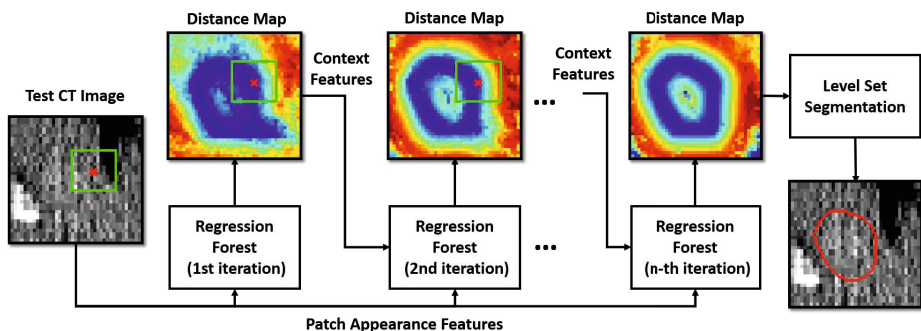 Distance Map
Distance Map
Distance Map
Context
Features
Context
Features
Test CT Image
Level Set
Segmentation
...
Regression
Forest
(1st iteration)
Regression
Forest
(2nd iteration)
...
Regression
Forest
(n-th iteration)
Patch Appearance Features